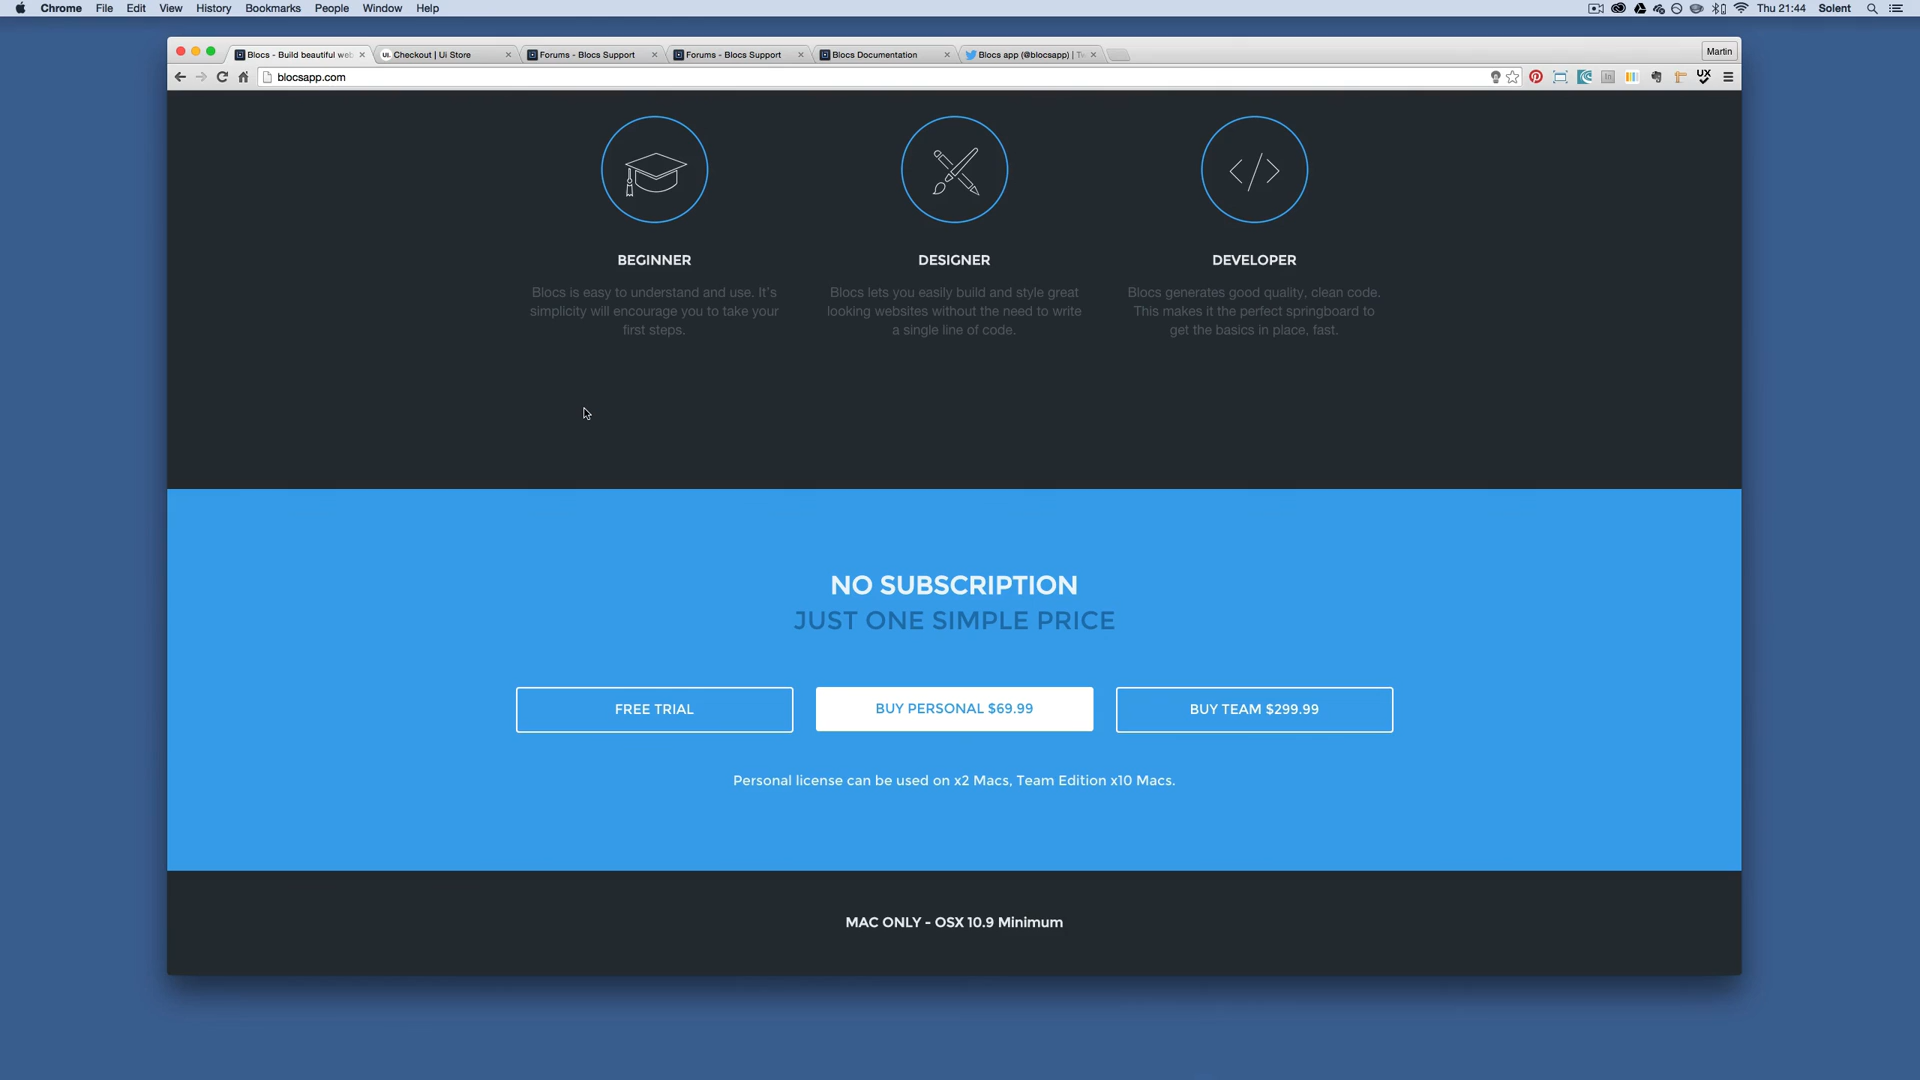 Chrome File Edit View History Bookmarks People Window Help
Thu 21:44 Solent
Blocs - Build beautiful web
Checkout | Ui Store
Forums - Blocs Support
Forums - Blocs Support
Blocs Documentation
Blocs app (@blocsapp) | Tw
Martin
blocsapp.com
UX
BEGINNER
Blocs is easy to understand and use. It's
simplicity will encourage you to take your
first steps.
DESIGNER
Blocs lets you easily build and style great
looking websites without the need to write
a single line of code.
DEVELOPER
Blocs generates good quality, clean code.
This makes it the perfect springboard to
get the basics in place, fast.
NO SUBSCRIPTION
JUST ONE SIMPLE PRICE
FREE TRIAL
BUY PERSONAL $69.99
BUY TEAM $299.99
Personal license can be used on x2 Macs, Team Edition x10 Macs.
MAC ONLY - OSX 10.9 Minimum